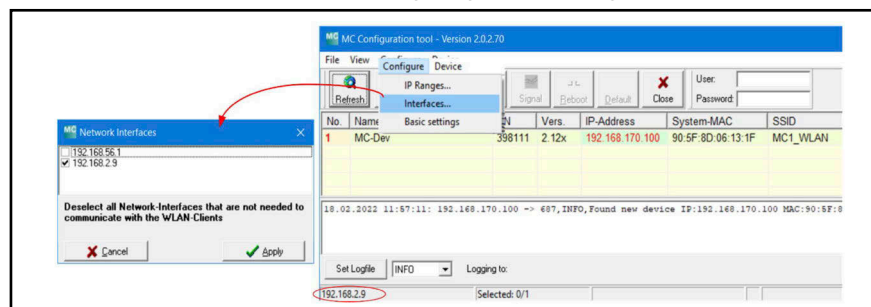 MC Configuration tool - Version 2.0.2.70
File View
Configure Device
Refresh
IP Ranges...
Interfaces...
Basic settings
Signal Reboot Default Close
User:
Password:
No. Name Vers. IP-Address System-MAC SSID
1 MC-Dev 398111 2.12x 192.168.170.100 90:5F:8D:06:13:1F MC1_WLAN
Network Interfaces
192.168.56.1
192.168.2.9
Deselect all Network-Interfaces that are not needed to
communicate with the WLAN-Clients
Cancel Apply
18.02.2022 11:57:11: 192.168.170.100 -> 687,INFO,Found new device IP:192.168.170.100 MAC:90:5F:8
Set Logfile INFO Logging to:
192.168.2.9 Selected: 0/1